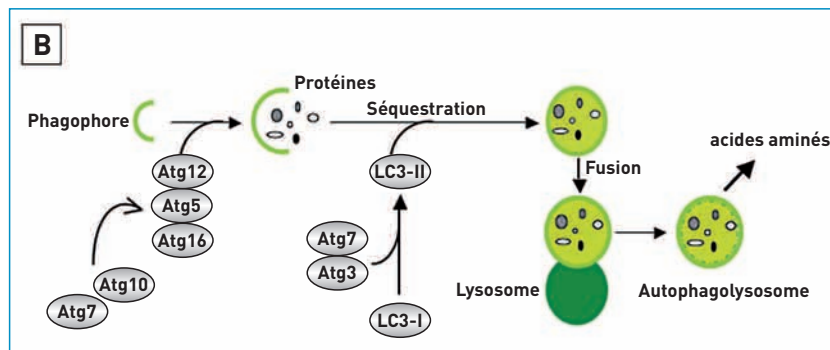 B
Protéines
Phagophore
Séquestration
acides aminés
Atg12
LC3-II
Fusion
Atg5
Atg16
Atg7
Atg10
Atg3
Atg7
Lysosome
Autophagolysosome
LC3-I